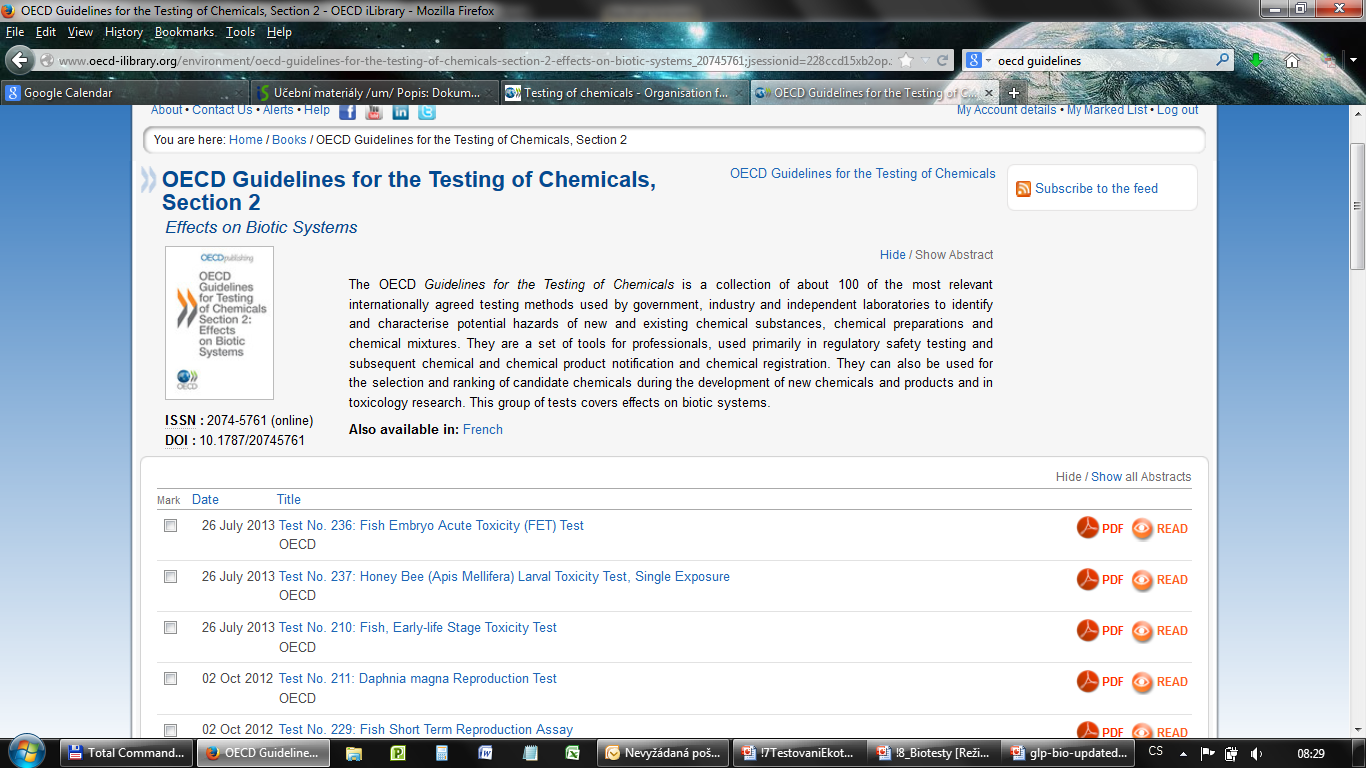 OECD Guidelines for the Testing of Chemicals, Section 2 - OECD iLibrary - Mozilla Firefox
File Edit View History Bookmarks Tools Help
www.oecd-ilibrary.org/environment/oecd-guidelines-for-the-testing-of-chemicals-section-2-effects-on-biotic-systems_20745761;jsessionid=228ccd15xb2op.
oecd guidelines
Google Calendar
Učební materiály /um/ Popis: Dokum...
Testing of chemicals - Organisation f...
OECD Guidelines for the Testing of C...
About • Contact Us • Alerts • Help
My Account details • My Marked List • Log out
You are here: Home / Books / OECD Guidelines for the Testing of Chemicals, Section 2
OECD Guidelines for the Testing of Chemicals,
Section 2
OECD Guidelines for the Testing of Chemicals
Subscribe to the feed
Effects on Biotic Systems
OECDpublishing
OECD
Guidelines
for Testing
of Chemicals
Section 2:
Effects
on Biotic
Systems
OECD
Hide / Show Abstract
The OECD Guidelines for the Testing of Chemicals is a collection of about 100 of the most relevant
internationally agreed testing methods used by government, industry and independent laboratories to identify
and characterise potential hazards of new and existing chemical substances, chemical preparations and
chemical mixtures. They are a set of tools for professionals, used primarily in regulatory safety testing and
subsequent chemical and chemical product notification and chemical registration. They can also be used for
the selection and ranking of candidate chemicals during the development of new chemicals and products and in
toxicology research. This group of tests covers effects on biotic systems.
Also available in: French
ISSN : 2074-5761 (online)
DOI : 10.1787/20745761
Hide / Show all Abstracts
Mark Date Title
26 July 2013 Test No. 236: Fish Embryo Acute Toxicity (FET) Test
OECD
PDF READ
26 July 2013 Test No. 237: Honey Bee (Apis Mellifera) Larval Toxicity Test, Single Exposure
OECD
PDF READ
26 July 2013 Test No. 210: Fish, Early-life Stage Toxicity Test
OECD
PDF READ
02 Oct 2012 Test No. 211: Daphnia magna Reproduction Test
OECD
PDF READ
02 Oct 2012 Test No. 229: Fish Short Term Reproduction Assay
PDF READ
Total Comman... OECD Guideline... Nevyžádaná poš... !7TestovaniEkot... !8_Biotesty [Reži... glp-bio-updated... CS 08:29